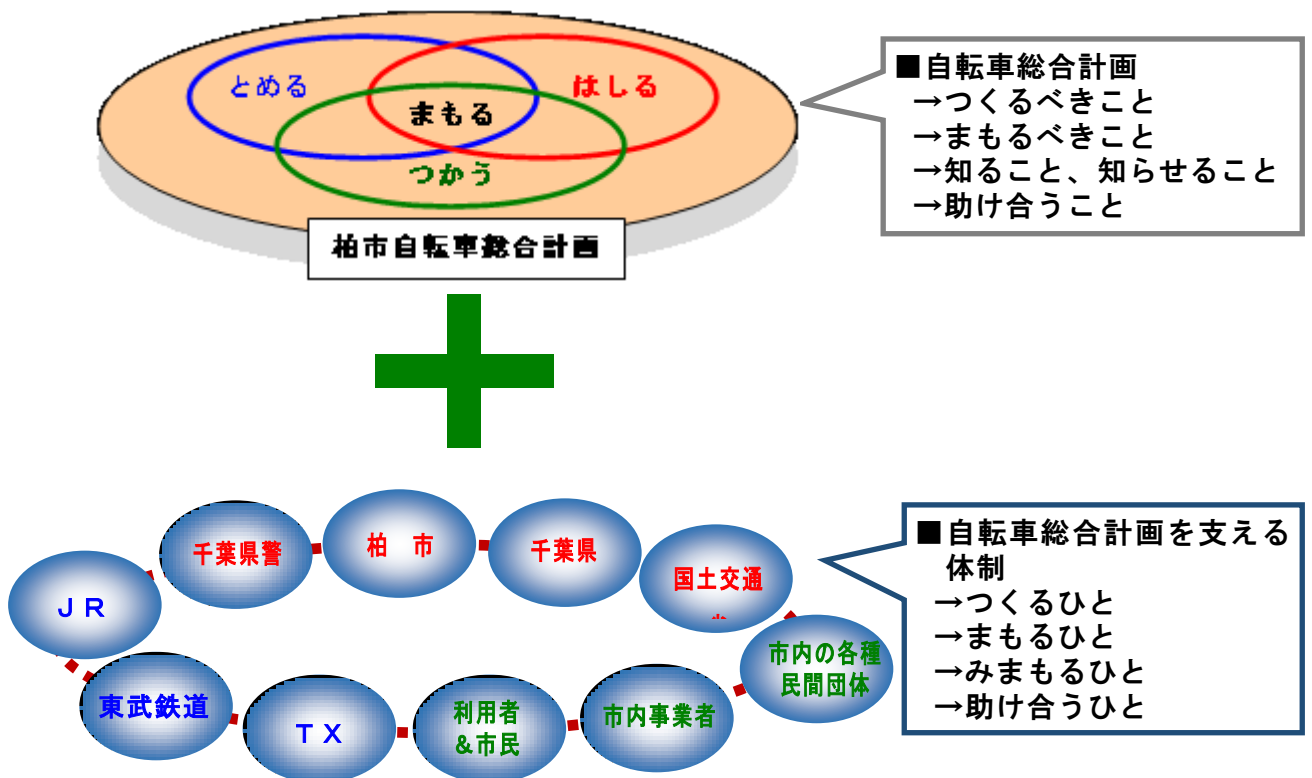 とめる
はしる
まもる
つかう
柏市自転車総合計画
■自転車総合計画
→つくるべきこと
→まもるべきこと
→知ること、知らせること
→助け合うこと
千葉県警
柏 市
千葉県
国土交通
JR
東武鉄道
TX
利用者
&市民
市内事業者
市内の各種
民間団体
■自転車総合計画を支える
体制
→つくるひと
→まもるひと
→みまもるひと
→助け合うひと